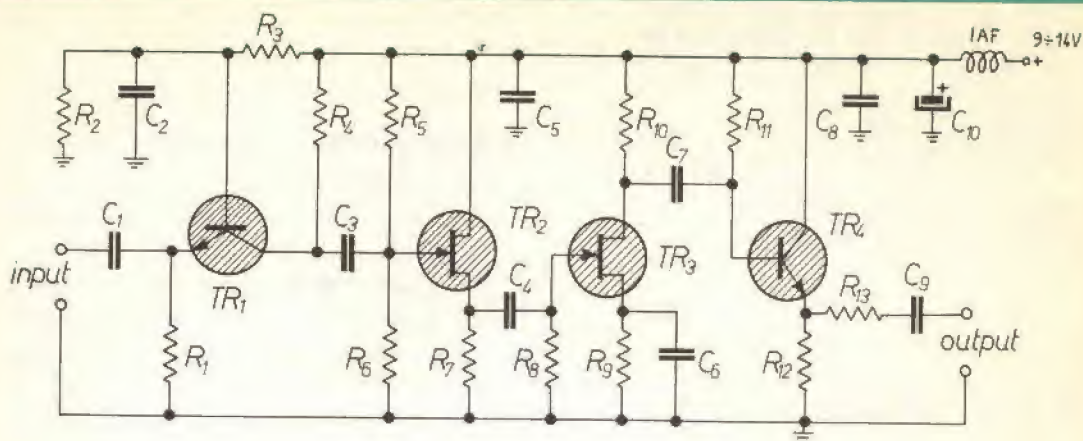 R3
IAF
9÷14V
+
R2
C2
R4
R5
C5
R10
R11
C7
C8
+
C10
C1
C3
TR2
TR3
TR4
input
TR1
C4
R13
C9
output
R1
R6
R7
R8
R9
C6
R12